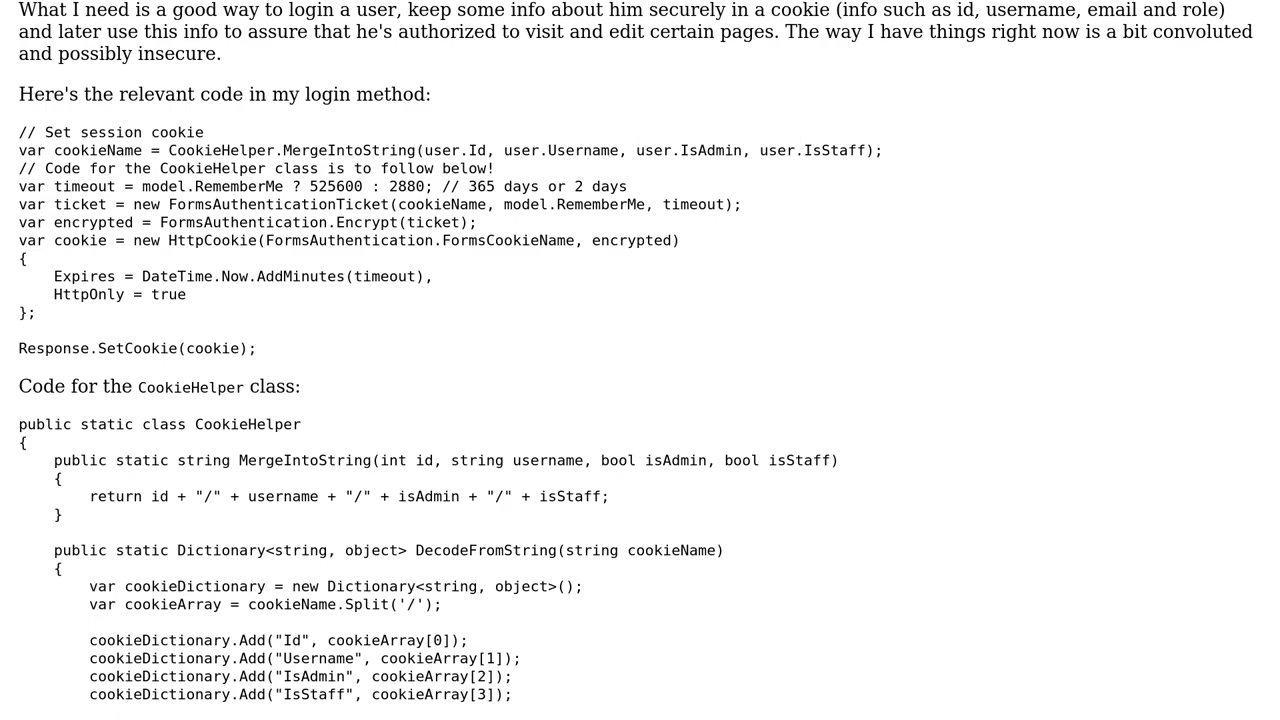 What I need is a good way to login a user, keep some info about him securely in a cookie (info such as id, username, email and role)
and later use this info to assure that he's authorized to visit and edit certain pages. The way I have things right now is a bit convoluted
and possibly insecure.
Here's the relevant code in my login method:
// Set session cookie
var cookieName = CookieHelper.MergeIntoString(user.Id, user.Username, user.IsAdmin, user.IsStaff);
// Code for the CookieHelper class is to follow below!
var timeout = model.RememberMe ? 525600 : 2880; // 365 days or 2 days
var ticket = new FormsAuthenticationTicket(cookieName, model.RememberMe, timeout);
var encrypted = FormsAuthentication.Encrypt(ticket);
var cookie = new HttpCookie(FormsAuthentication.FormsCookieName, encrypted)
{
    Expires = DateTime.Now.AddMinutes(timeout),
    HttpOnly = true
};
Response.SetCookie(cookie);
Code for the CookieHelper class:
public static class CookieHelper
{
    public static string MergeIntoString(int id, string username, bool isAdmin, bool isStaff)
    {
        return id + "/" + username + "/" + isAdmin + "/" + isStaff;
    }
    public static Dictionary<string, object> DecodeFromString(string cookieName)
    {
        var cookieDictionary = new Dictionary<string, object>();
        var cookieArray = cookieName.Split('/');
        cookieDictionary.Add("Id", cookieArray[0]);
        cookieDictionary.Add("Username", cookieArray[1]);
        cookieDictionary.Add("IsAdmin", cookieArray[2]);
        cookieDictionary.Add("IsStaff", cookieArray[3]);